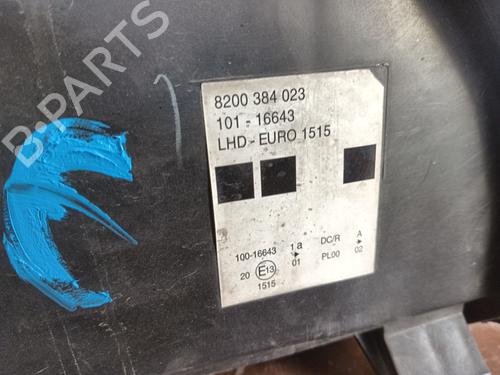 B-PARTS
8200 384 023
101 - 16643
LHD - EURO 1515
100-16643 1a DC/R A
20 E13 01 PL00 02
1515